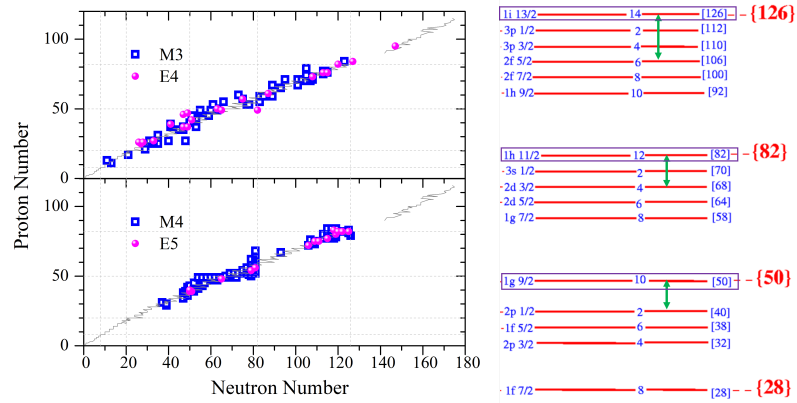 100
50
0
M3
E4
100
50
0
M4
E5
0 20 40 60 80 100 120 140 160 180
Proton Number
Neutron Number
1i 13/2 14 [126] {126}
3p 1/2 2 [112]
3p 3/2 4 [110]
2f 5/2 6 [106]
2f 7/2 8 [100]
1h 9/2 10 [92]
1h 11/2 12 [82] {82}
3s 1/2 2 [70]
2d 3/2 4 [68]
2d 5/2 6 [64]
1g 7/2 8 [58]
1g 9/2 10 [50] {50}
2p 1/2 2 [40]
1f 5/2 6 [38]
2p 3/2 4 [32]
1f 7/2 8 [28] {28}